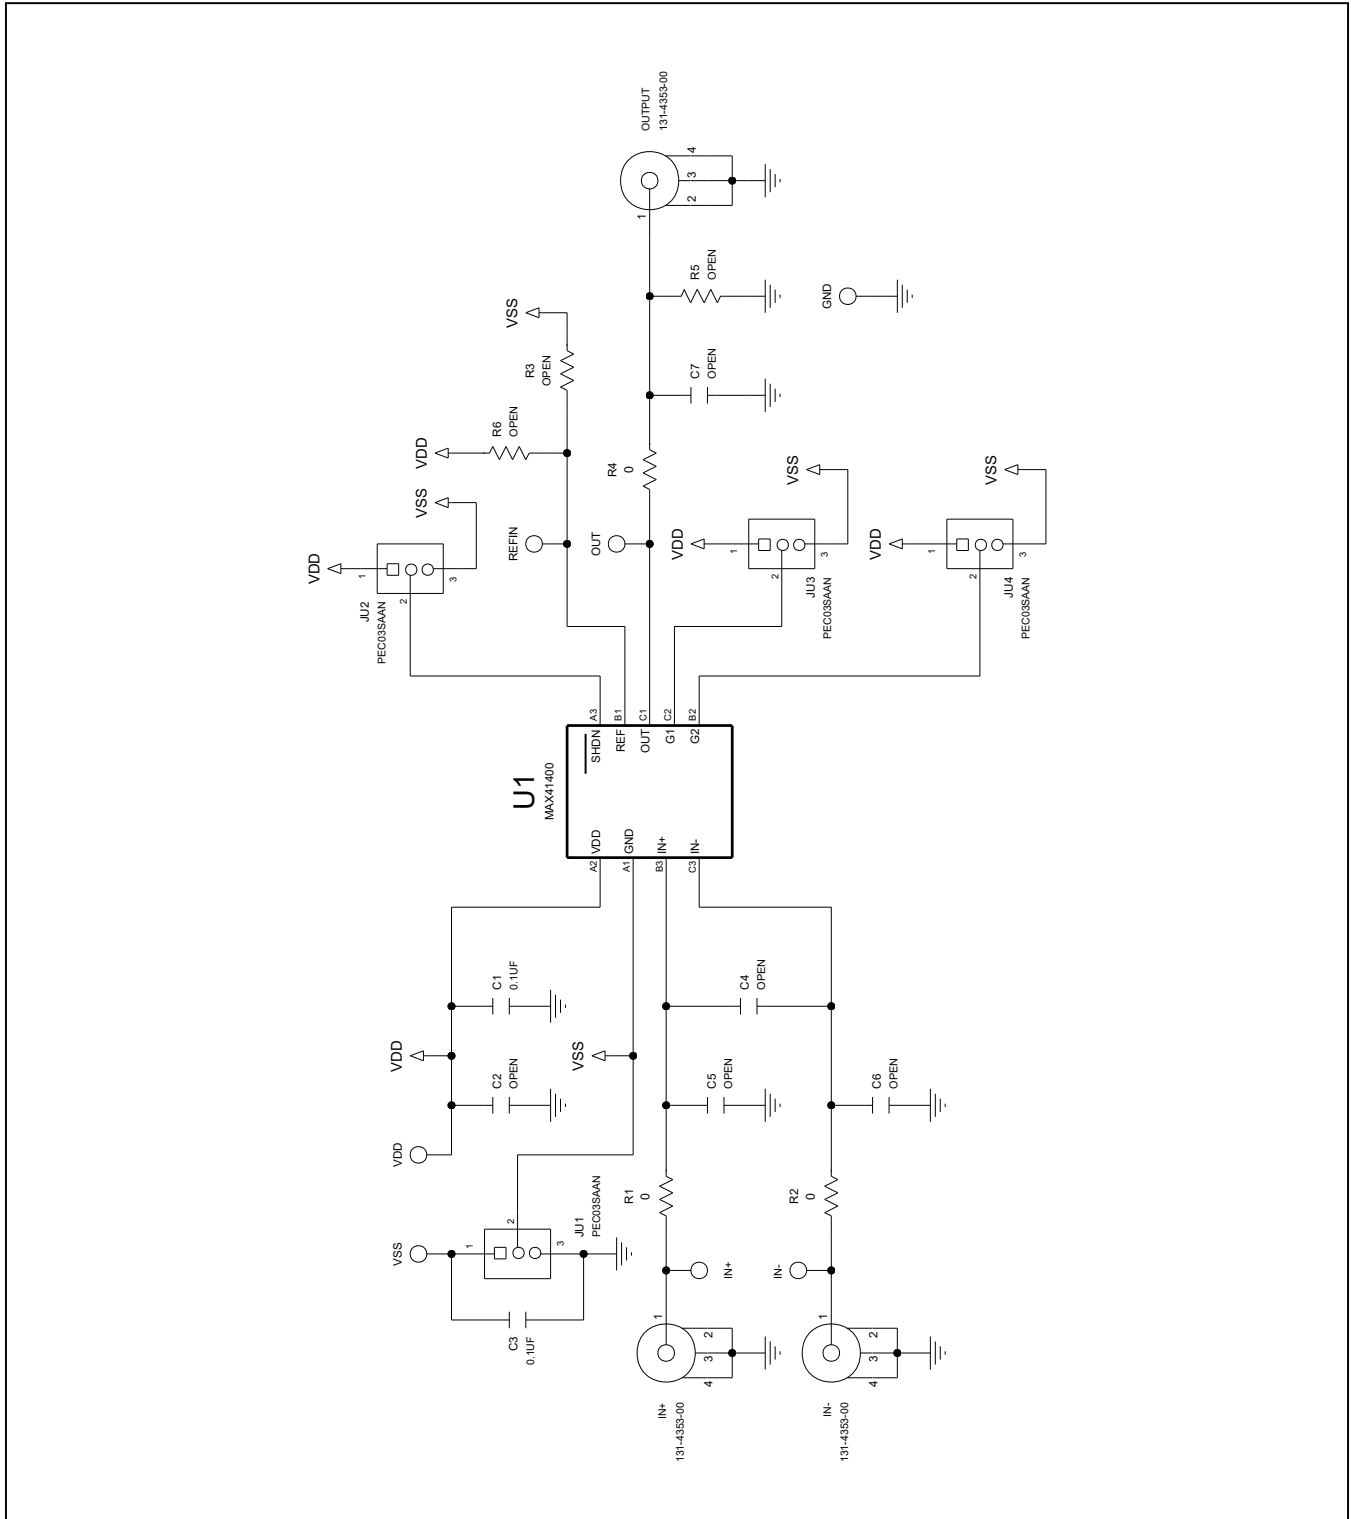 OUTPUT
131-4353-00
1
2
3
4
R5
OPEN
GND
VSS
R3
OPEN
C7
OPEN
VDD
R6
OPEN
R4
0
VSS
VSS
VSS
REFIN
OUT
VDD
1
2
3
JU2
PEC03SAAN
VDD
1
2
3
JU3
PEC03SAAN
VDD
1
2
3
JU4
PEC03SAAN
A3
B1
C1
C2
B2
SHDN
REF
OUT
G1
G2
U1
MAX41400
VDD
GND
IN+
IN-
A2
A1
B3
C3
C1
0.1UF
C4
OPEN
VDD
VSS
C2
OPEN
C5
OPEN
C6
OPEN
VDD
R1
0
R2
0
VSS
1
2
3
JU1
PEC03SAAN
IN+
IN-
C3
0.1UF
1
2
3
4
IN+
131-4353-00
1
2
3
4
IN-
131-4353-00